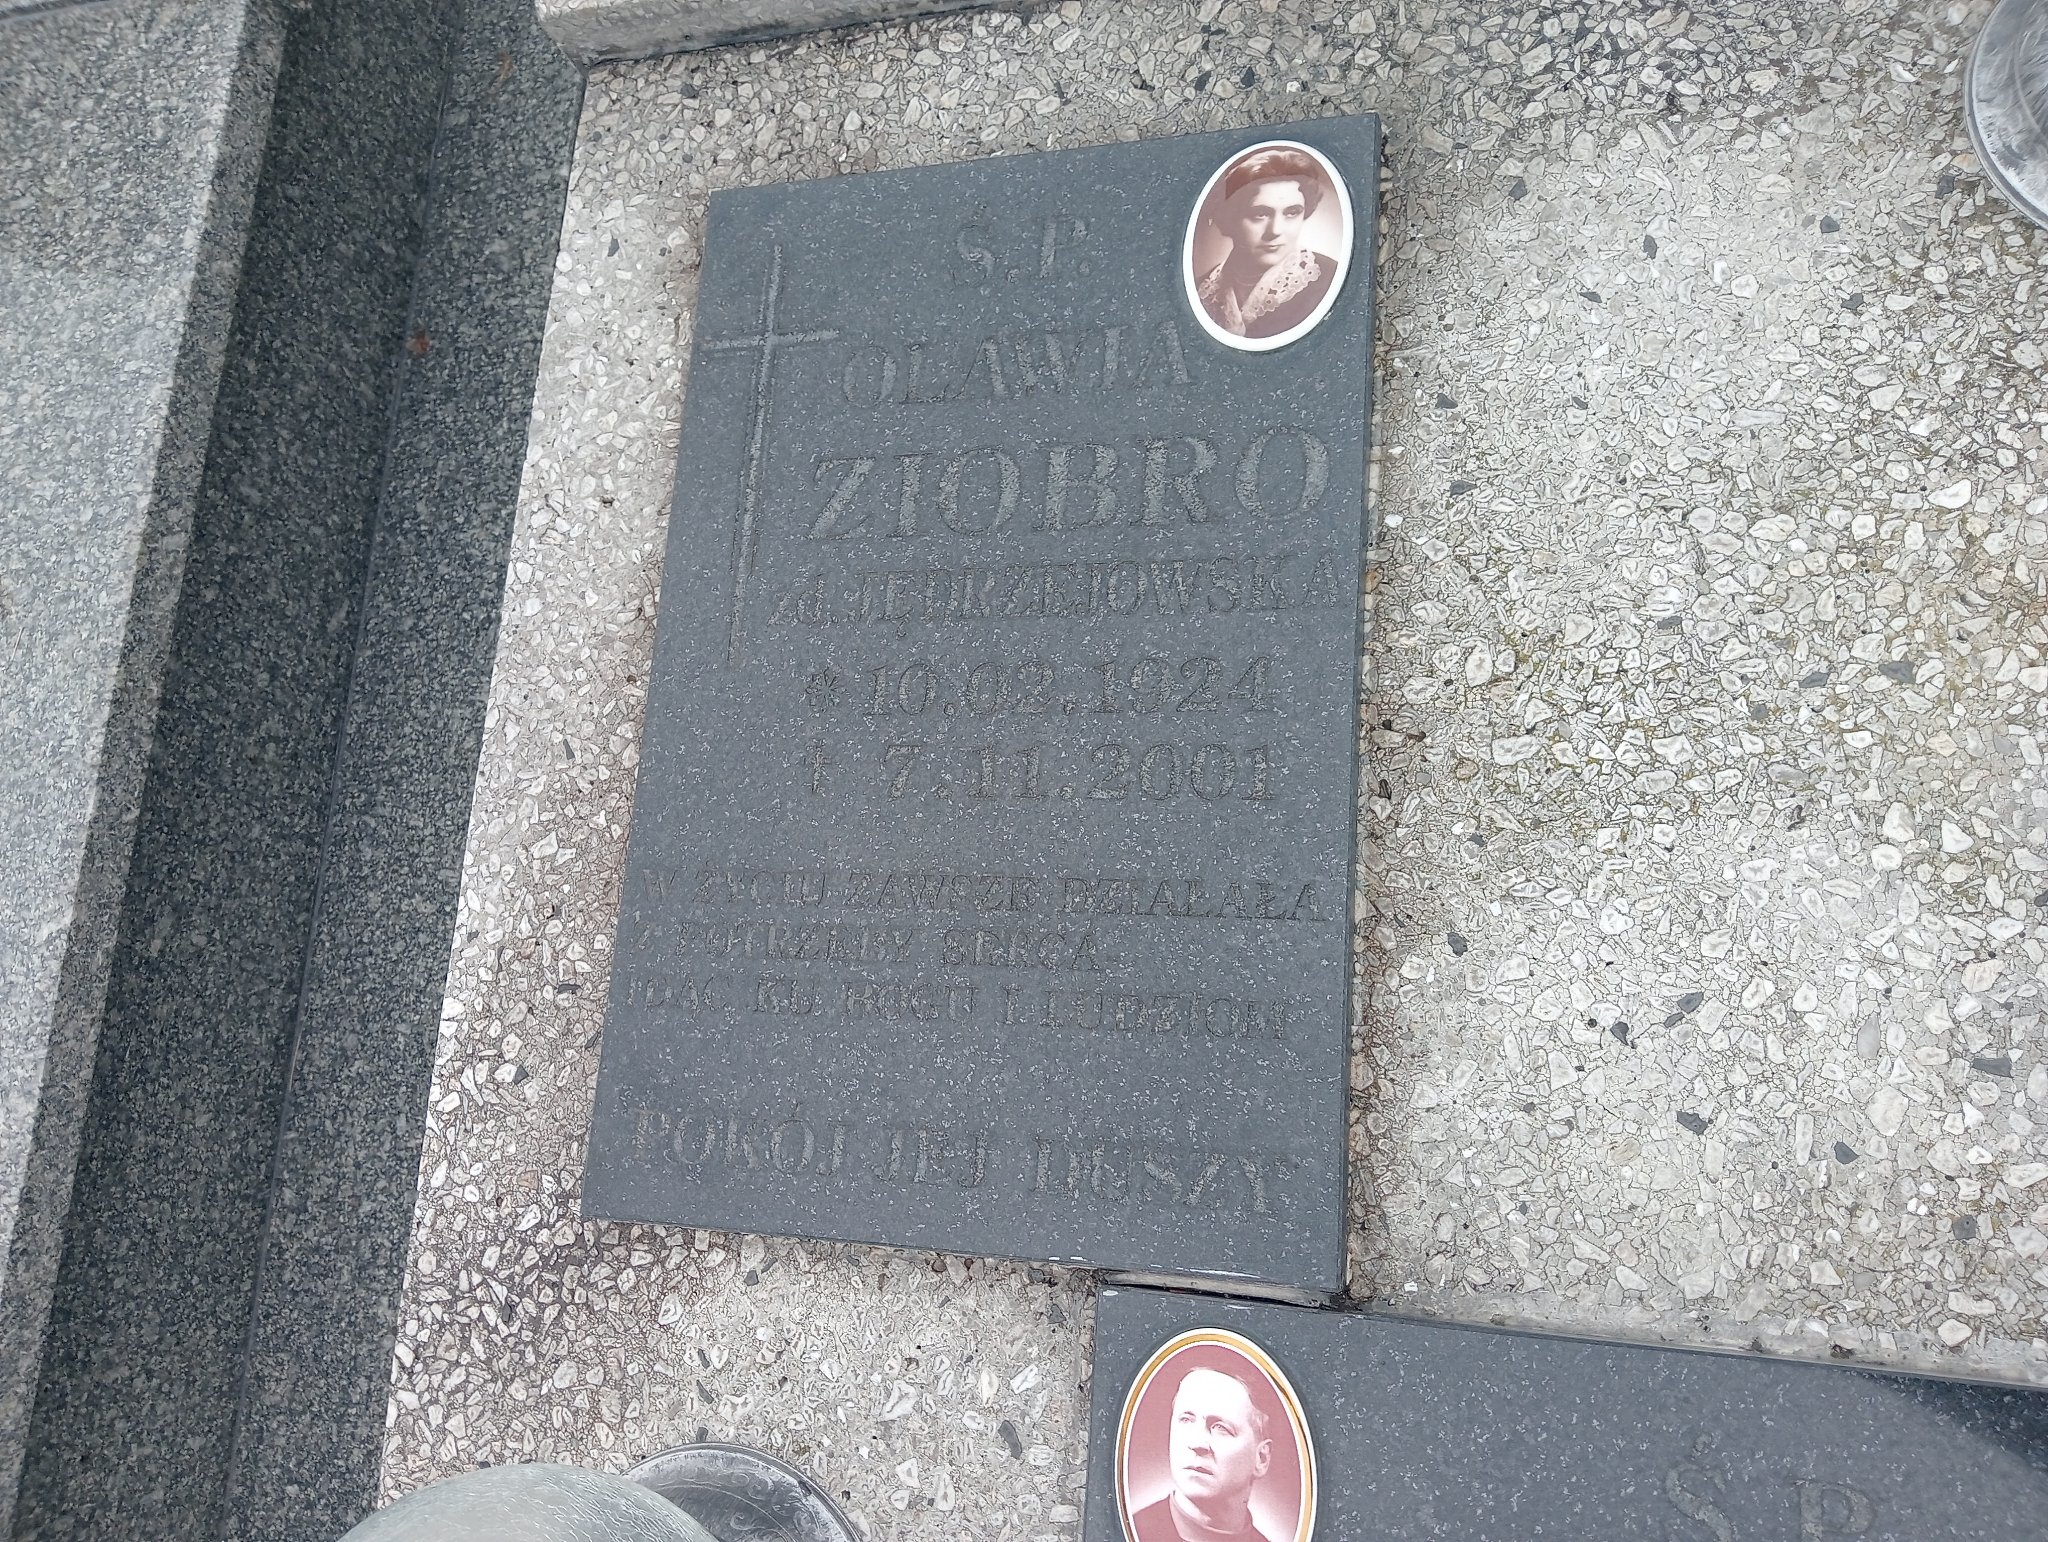 Ś.P.
OLAWIA
ZIOBRO
zd. JĘDRZEJOWSKA
* 10.02.1924
† 7.11.2001
W ŻYCIU ZAWSZE DZIAŁAŁA
Z POTRZEBY SERCA
IDĄC KU BOGU I LUDZIOM
POKÓJ JEJ DUSZY
Ś.P.